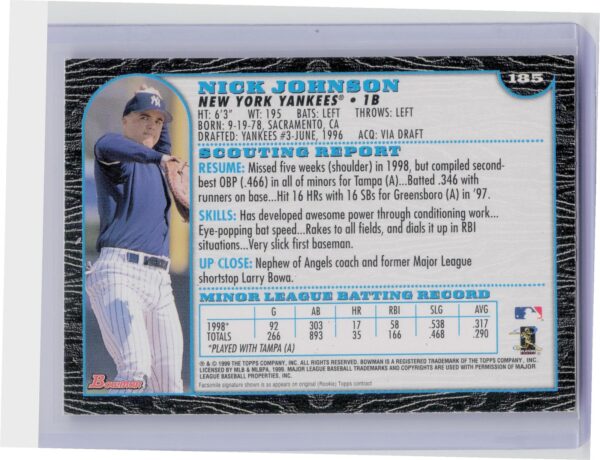 185
NICK JOHNSON
NEW YORK YANKEES® • 1B
HT: 6'3" WT: 195 BATS: LEFT THROWS: LEFT
BORN: 9-19-78, SACRAMENTO, CA
DRAFTED: YANKEES #3-JUNE, 1996 ACQ: VIA DRAFT
SCOUTING REPORT
RESUME: Missed five weeks (shoulder) in 1998, but compiled second-
best OBP (.466) in all of minors for Tampa (A)...Batted .346 with
runners on base...Hit 16 HRs with 16 SBs for Greensboro (A) in '97.
SKILLS: Has developed awesome power through conditioning work...
Eye-popping bat speed...Rakes to all fields, and dials it up in RBI
situations...Very slick first baseman.
UP CLOSE: Nephew of Angels coach and former Major League
shortstop Larry Bowa.
MINOR LEAGUE BATTING RECORD
G AB HR RBI SLG AVG
1998* 92 303 17 58 .538 .317
TOTALS 266 893 35 166 .468 .290
*PLAYED WITH TAMPA (A)
® & © 1999 THE TOPPS COMPANY, INC. ALL RIGHTS RESERVED. BOWMAN IS A REGISTERED TRADEMARK OF THE TOPPS COMPANY, INC.
LICENSED BY MLB & MLBPA, 1999. MAJOR LEAGUE BASEBALL TRADEMARKS AND COPYRIGHTS ARE USED WITH PERMISSION OF MAJOR
LEAGUE BASEBALL PROPERTIES, INC.
Facsimile signature shown is as appears on original (Rookie) Topps contract
Bowman